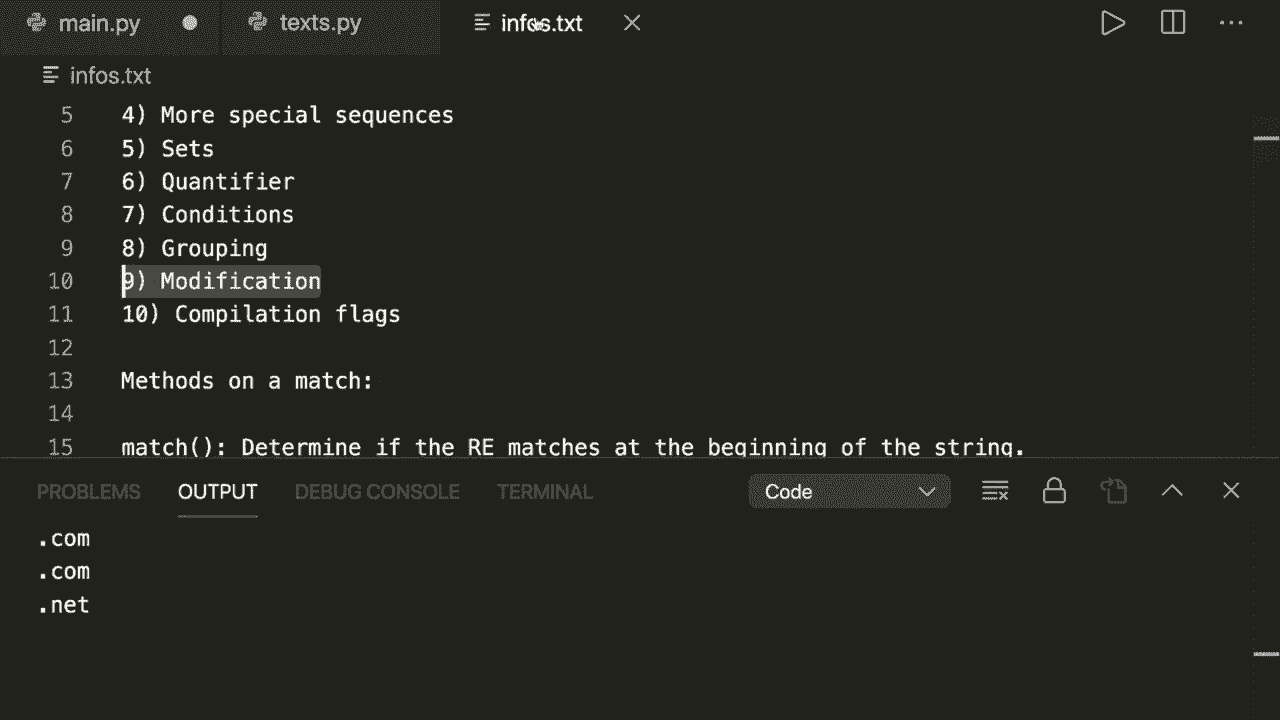 main.py texts.py infos.txt
infos.txt
5 4) More special sequences
6 5) Sets
7 6) Quantifier
8 7) Conditions
9 8) Grouping
10 9) Modification
11 10) Compilation flags
12
13 Methods on a match:
14
15 match(): Determine if the RE matches at the beginning of the string.
PROBLEMS OUTPUT DEBUG CONSOLE TERMINAL Code
.com
.com
.net